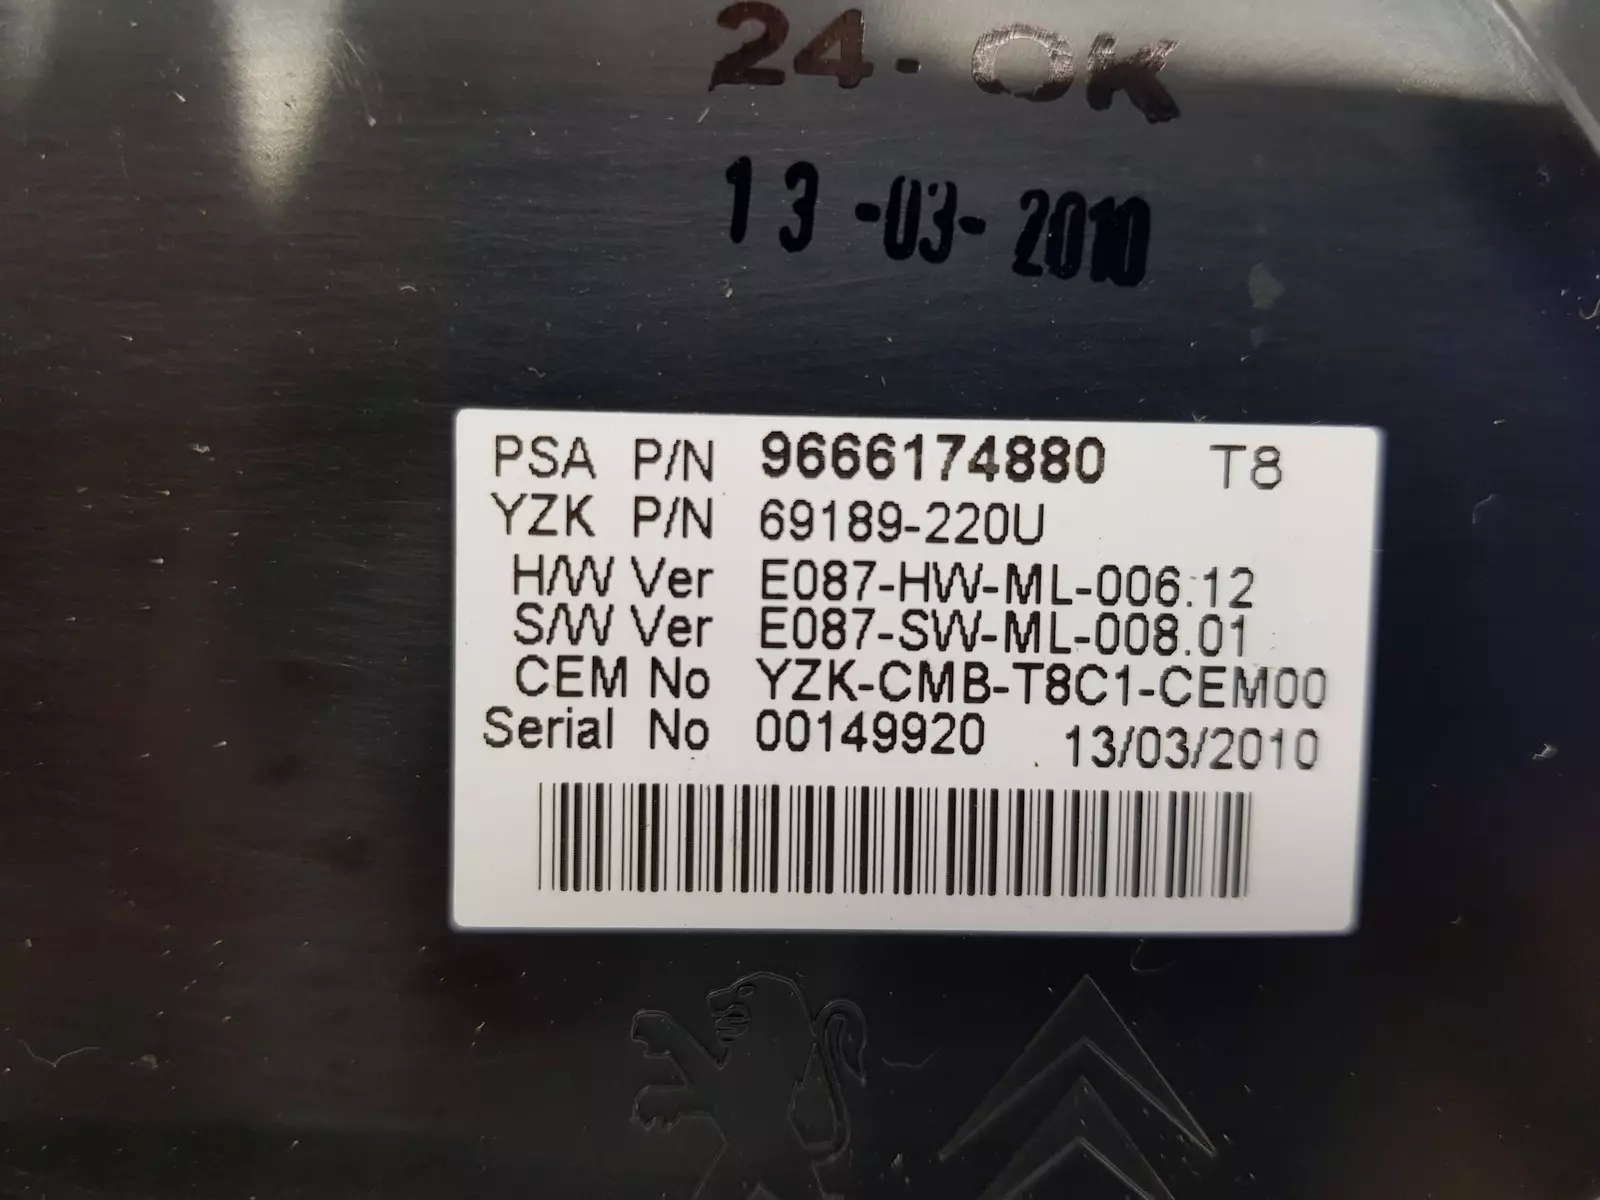 24-OK
13-03-2010
PSA P/N 9666174880 T8
YZK P/N 69189-220U
H/W Ver E087-HW-ML-006.12
S/W Ver E087-SW-ML-008.01
CEM No YZK-CMB-T8C1-CEM00
Serial No 00149920 13/03/2010